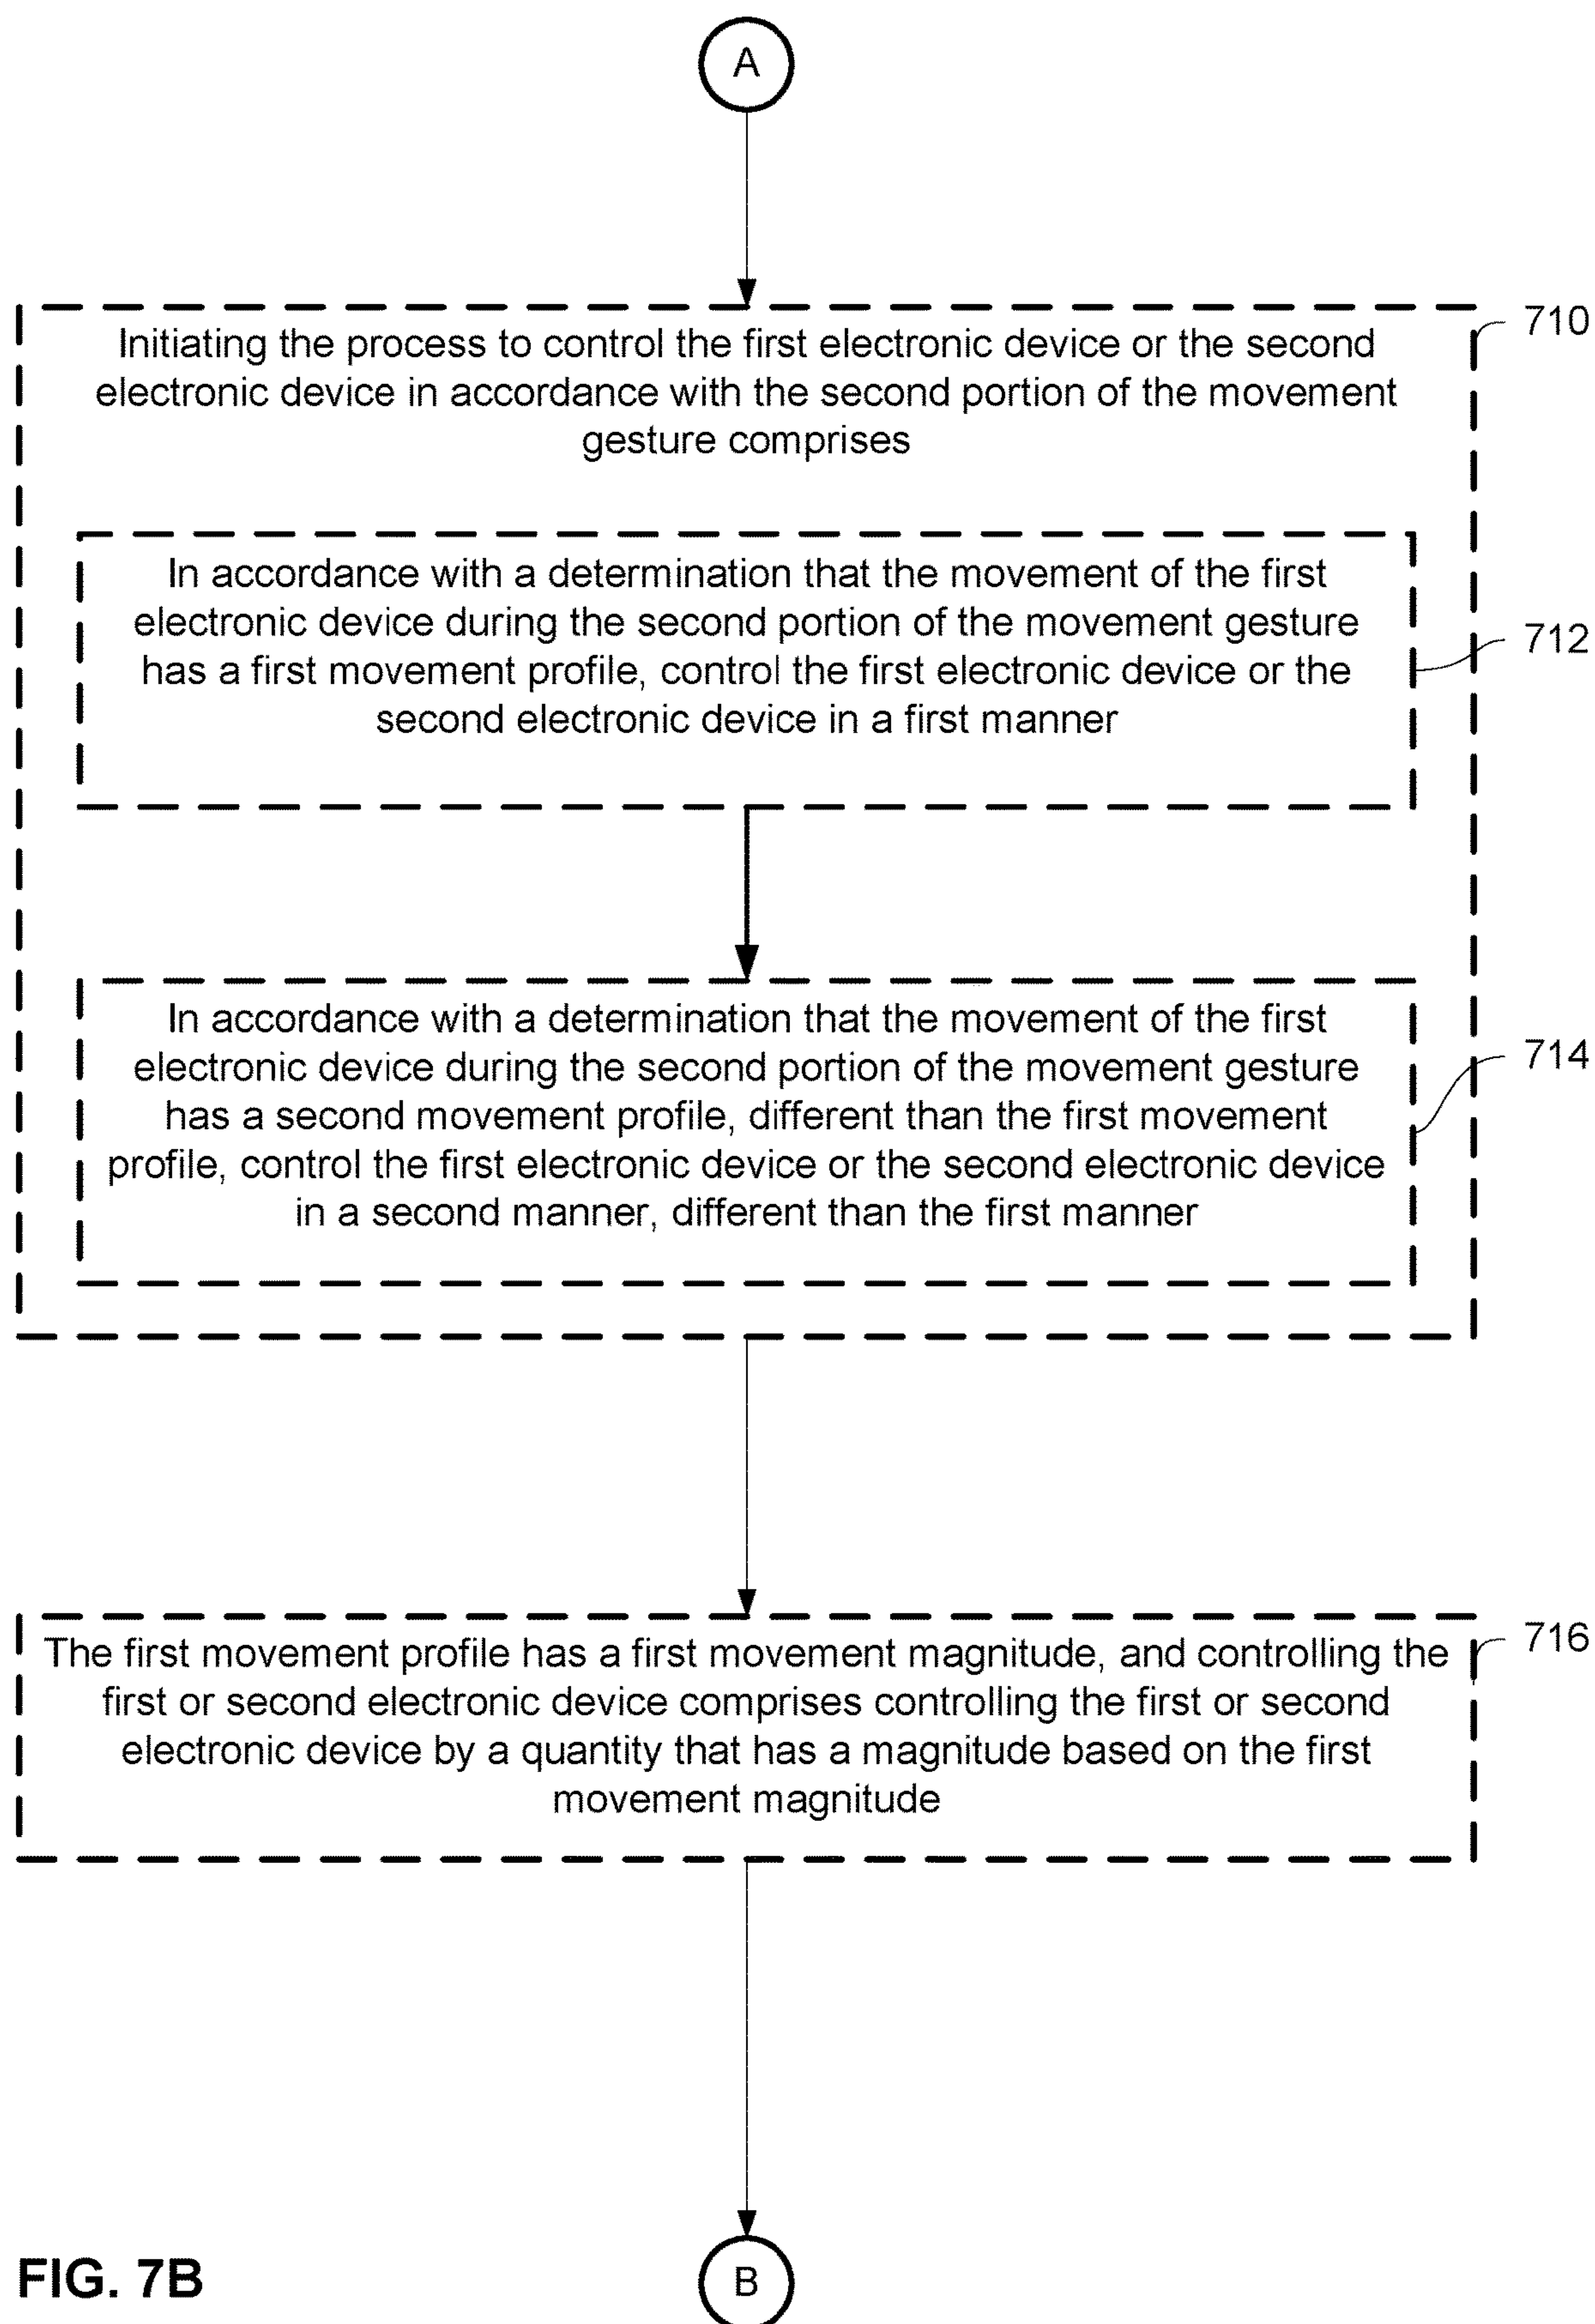 A
Initiating the process to control the first electronic device or the second
electronic device in accordance with the second portion of the movement
gesture comprises
710
In accordance with a determination that the movement of the first
electronic device during the second portion of the movement gesture
has a first movement profile, control the first electronic device or the
second electronic device in a first manner
712
In accordance with a determination that the movement of the first
electronic device during the second portion of the movement gesture
has a second movement profile, different than the first movement
profile, control the first electronic device or the second electronic device
in a second manner, different than the first manner
714
The first movement profile has a first movement magnitude, and controlling the
first or second electronic device comprises controlling the first or second
electronic device by a quantity that has a magnitude based on the first
movement magnitude
716
FIG. 7B
B